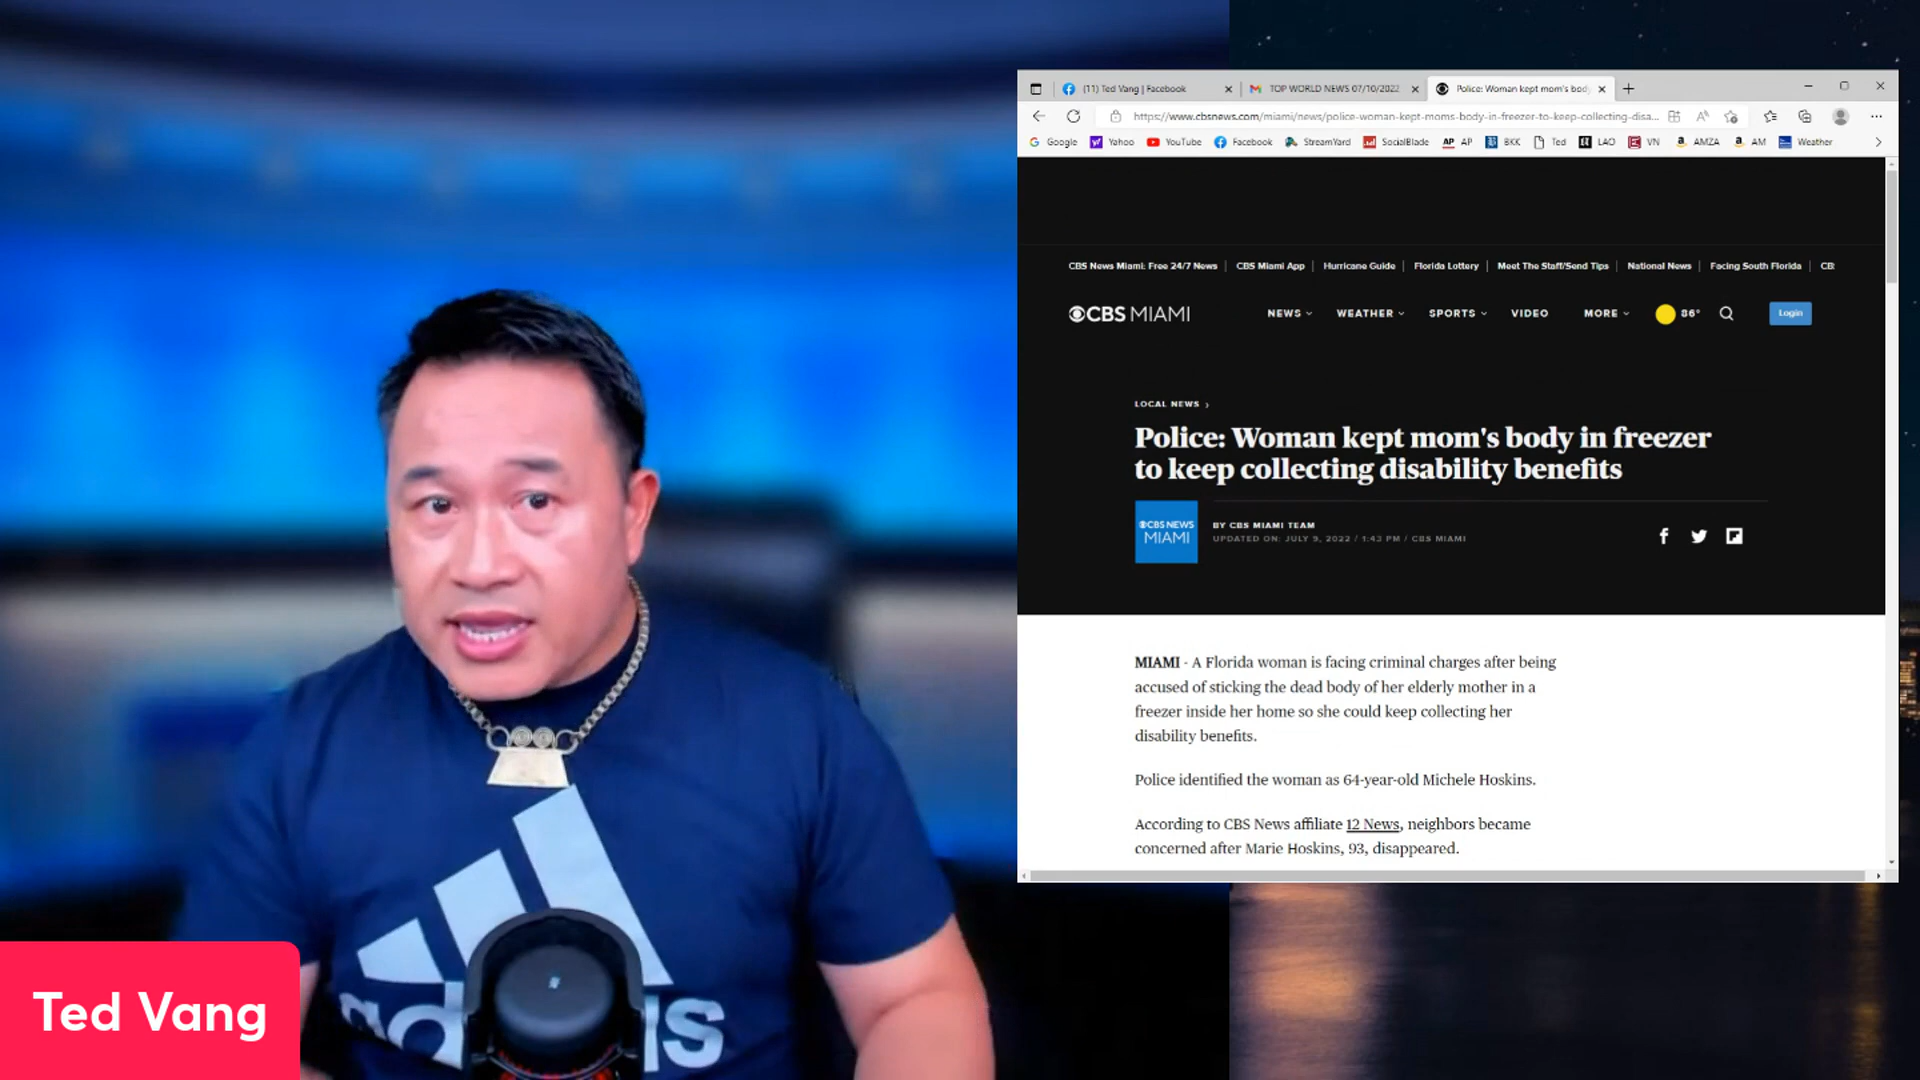 (11) Ted Vang | Facebook
TOP WORLD NEWS 07/10/2022
Police: Woman kept mom's body
https://www.cbsnews.com/miami/news/police-woman-kept-moms-body-in-freezer-to-keep-collecting-disa...
Google Yahoo YouTube Facebook StreamYard SocialBlade AP AP BKK Ted LAO VN AMZA AM Weather
CBS News Miami: Free 24/7 News | CBS Miami App | Hurricane Guide | Florida Lottery | Meet The Staff/Send Tips | National News | Facing South Florida | CB
CBS MIAMI NEWS WEATHER SPORTS VIDEO MORE 86° Login
LOCAL NEWS ›
Police: Woman kept mom's body in freezer
to keep collecting disability benefits
CBS NEWS
MIAMI
BY CBS MIAMI TEAM
UPDATED ON: JULY 9, 2022 / 1:43 PM / CBS MIAMI
MIAMI - A Florida woman is facing criminal charges after being
accused of sticking the dead body of her elderly mother in a
freezer inside her home so she could keep collecting her
disability benefits.
Police identified the woman as 64-year-old Michele Hoskins.
According to CBS News affiliate 12 News, neighbors became
concerned after Marie Hoskins, 93, disappeared.
Ted Vang